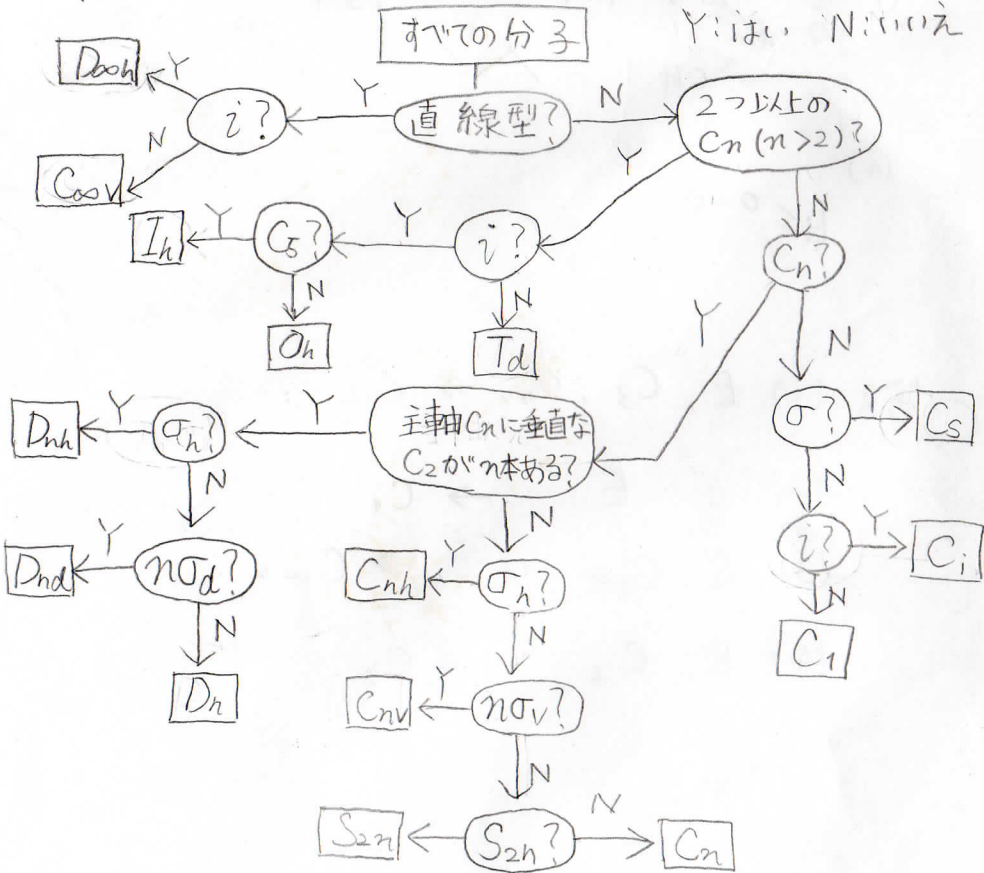 すべての分子
Y:はい N:いいえ
D∞h
Y
i?
Y
直線型?
N
2つ以上の
Cn (n>2)?
N
C∞v
Y
N
Ih
Y
C5?
Y
i?
Cn?
N
Oh
N
Td
Y
N
Dnh
Y
σh?
Y
主軸Cnに垂直な
C2がn本ある?
σ?
Y
Cs
N
N
N
Dnd
Y
nσd?
Cnh
Y
σh?
i?
Y
Ci
N
N
N
Dn
C1
Cnv
Y
nσv?
N
S2n
S2n?
N
Cn